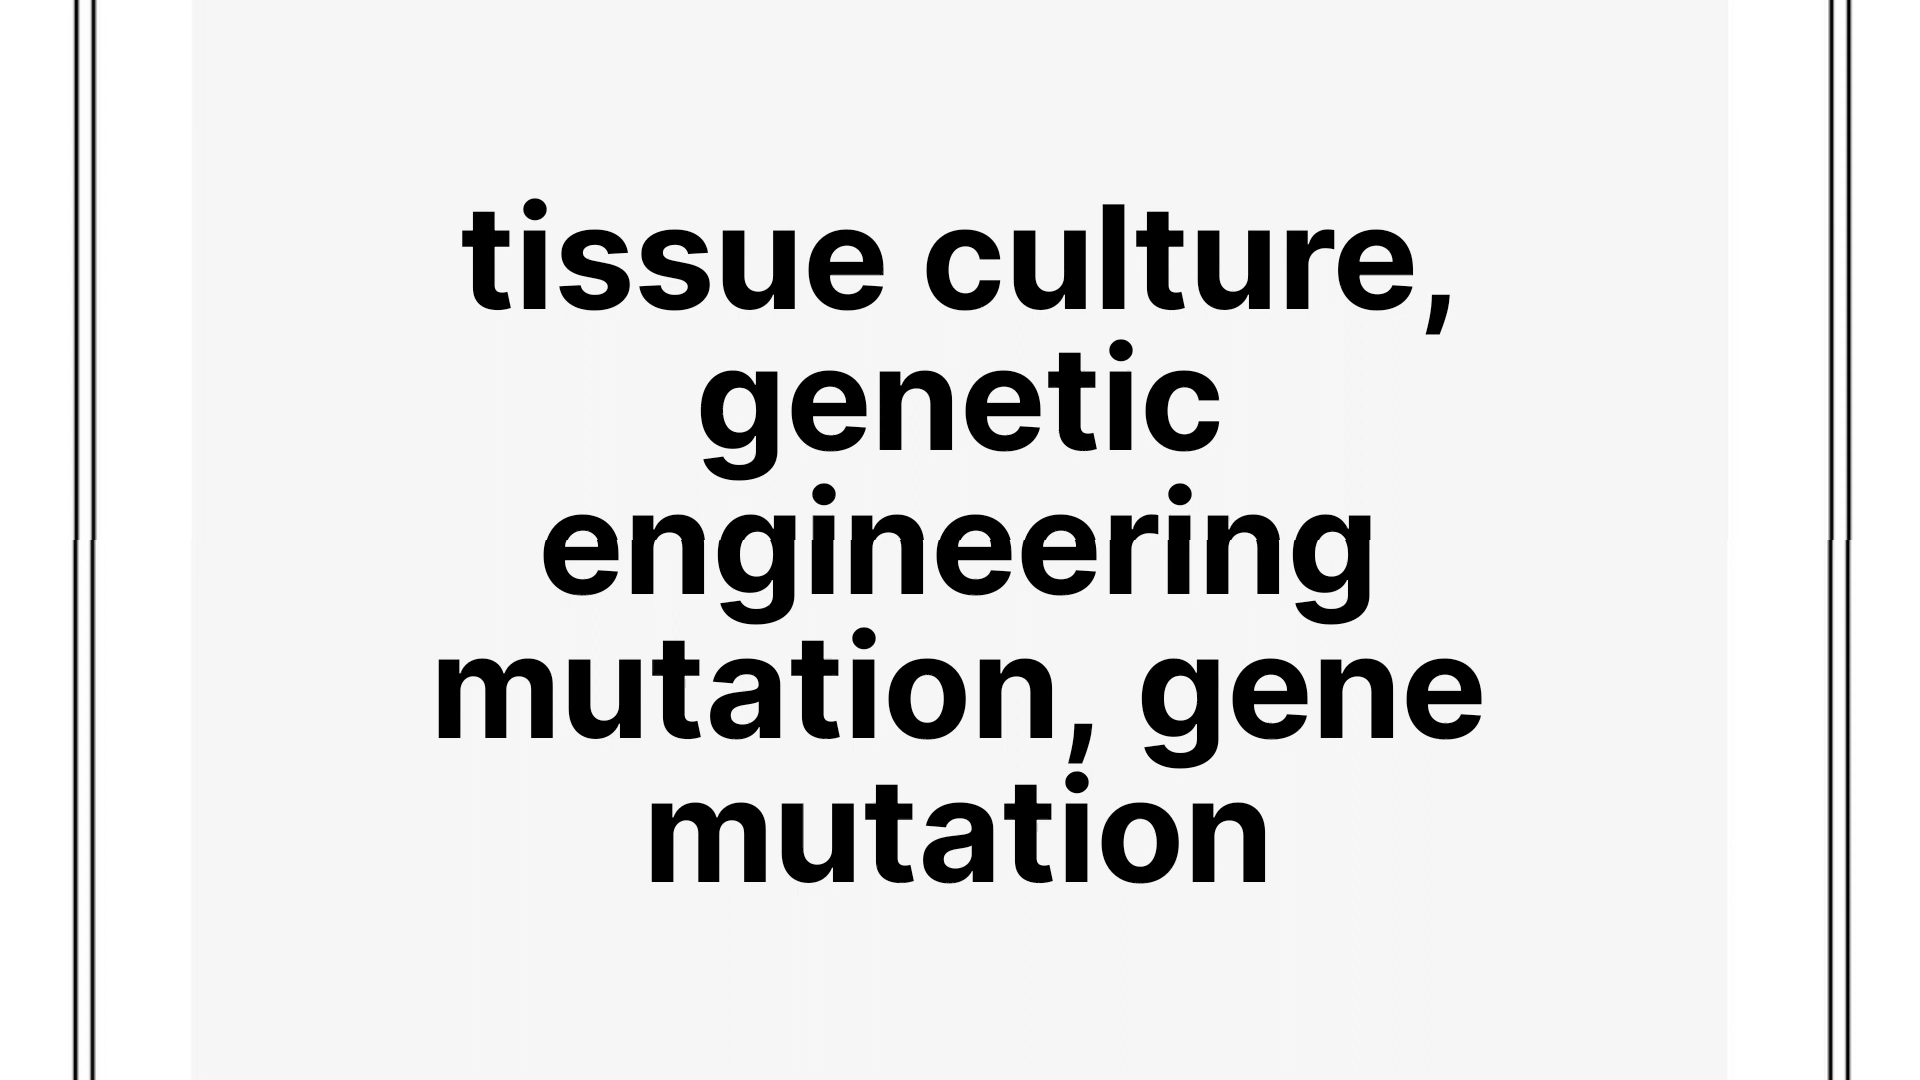 tissue culture,
genetic
engineering
mutation, gene
mutation